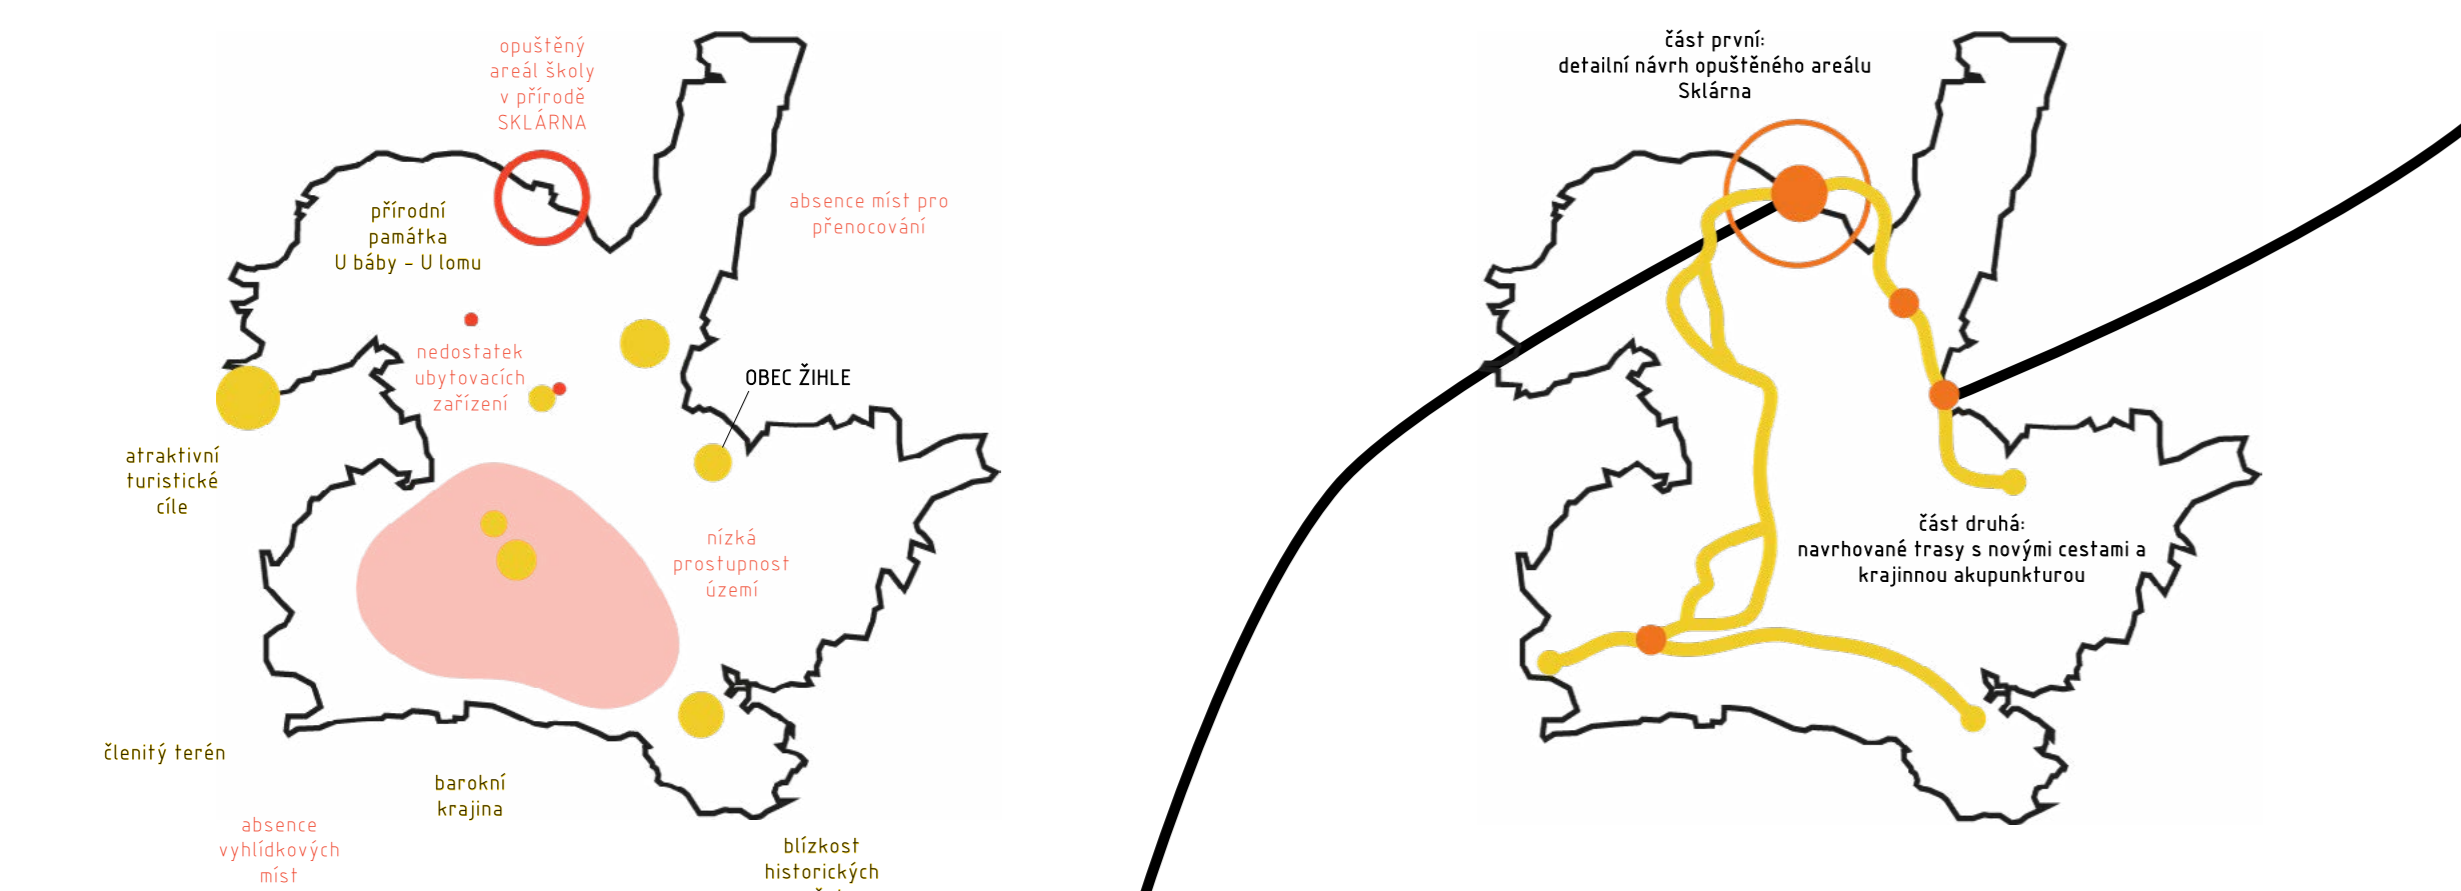 opuštěný
areál školy
v přírodě
SKLÁRNA
přírodní
památka
U báby - U lomu
absence míst pro
přenocování
nedostatek
ubytovacích
zařízení
OBEC ŽIHLE
atraktivní
turistické
cíle
nízká
prostupnost
území
členitý terén
barokní
krajina
absence
vyhlídkových
míst
blízkost
historických
část první:
detailní návrh opuštěného areálu
Sklárna
část druhá:
navrhované trasy s novými cestami a
krajinnou akupunkturou